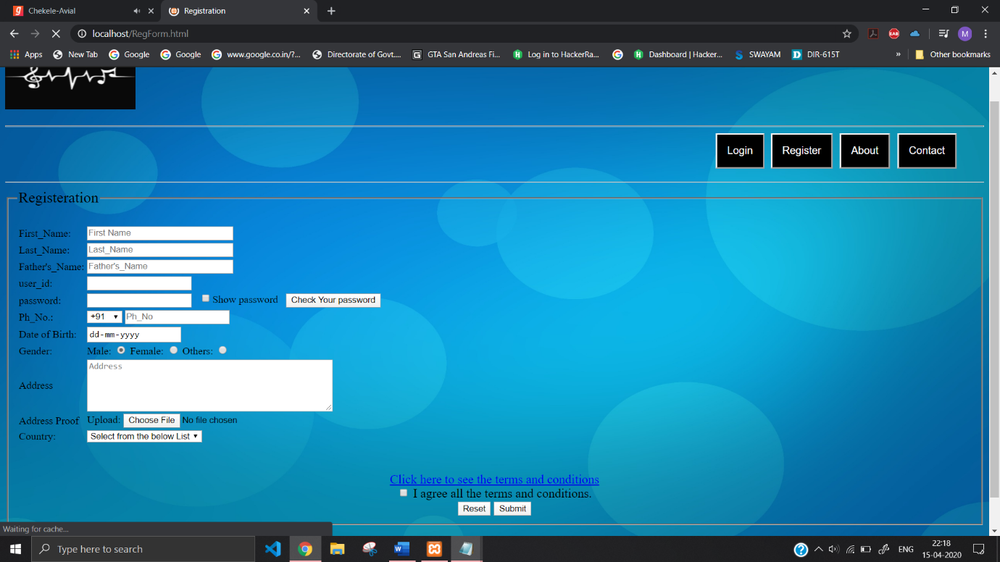 Chekele-Avial
Registration
localhost/RegForm.html
Apps New Tab Google Google www.google.co.in/?... Directorate of Govt.... GTA San Andreas Fi... Log in to HackerRa... Dashboard | Hacker... SWAYAM DIR-615T » Other bookmarks
Login Register About Contact
Registeration
First_Name: First Name
Last_Name: Last_Name
Father's_Name: Father's_Name
user_id:
password: Show password Check Your password
Ph_No.: +91 Ph_No
Date of Birth: dd-mm-yyyy
Gender: Male: Female: Others:
Address Address
Address Proof Upload: Choose File No file chosen
Country: Select from the below List
Click here to see the terms and conditions
I agree all the terms and conditions.
Reset Submit
Waiting for cache...
Type here to search
ENG
22:18
15-04-2020